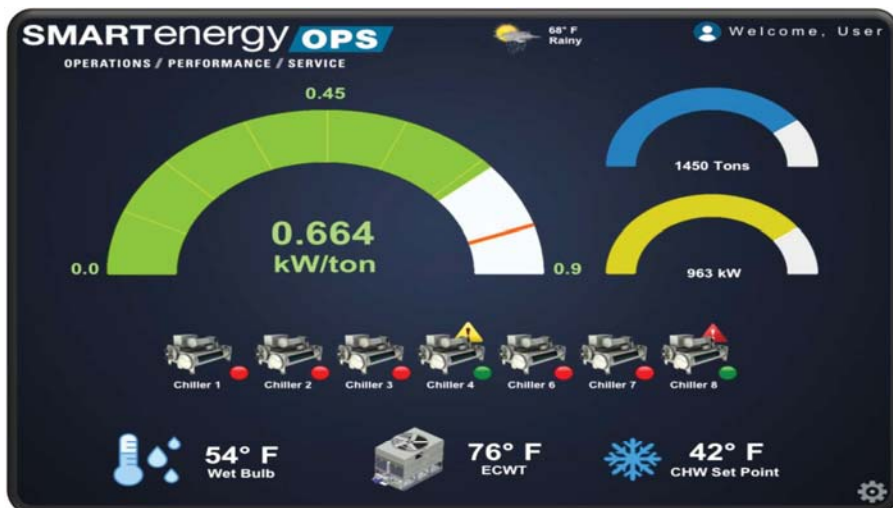 SMARTenergy OPS
OPERATIONS // PERFORMANCE // SERVICE
68° F
Rainy
Welcome, User
0.45
0.0
0.664
kW/ton
0.9
1450 Tons
963 kW
Chiller 1
Chiller 2
Chiller 3
Chiller 4
Chiller 6
Chiller 7
Chiller 8
54° F
Wet Bulb
76° F
ECWT
42° F
CHW Set Point